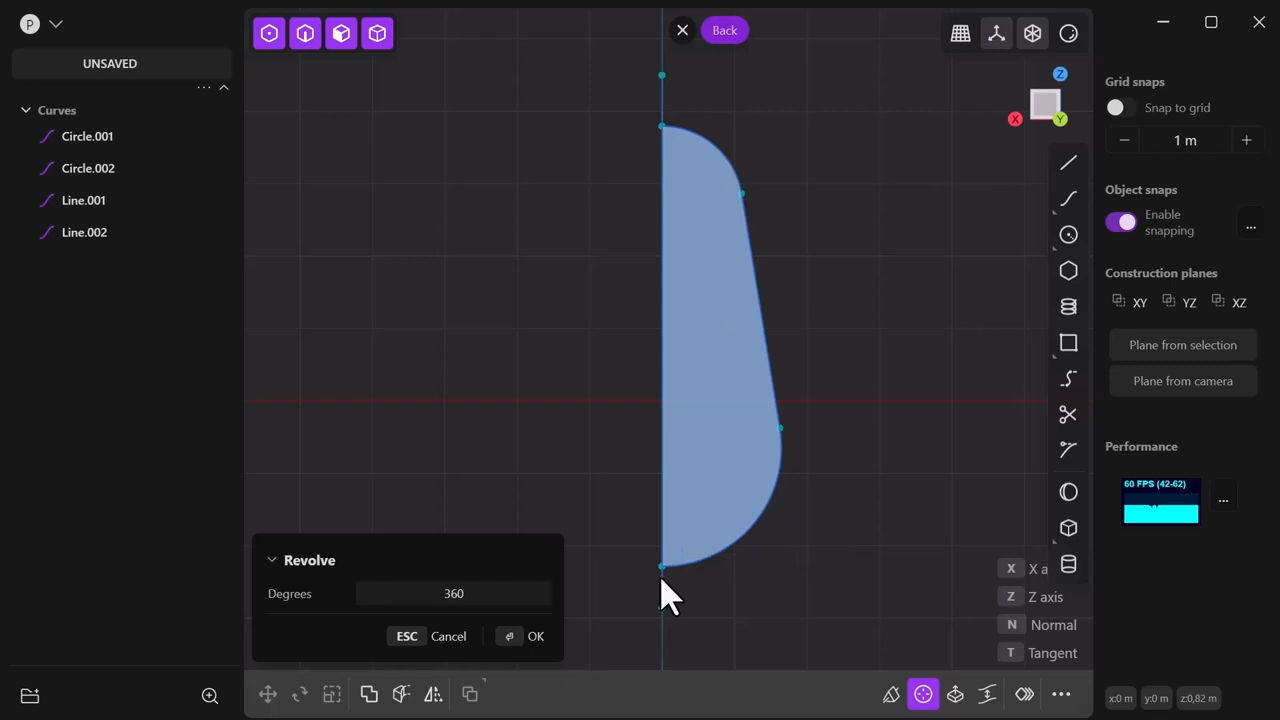 P
UNSAVED
...
Curves
Circle.001
Circle.002
Line.001
Line.002
Back
Z
X
Y
Grid snaps
Snap to grid
1 m
Object snaps
Enable
snapping
...
Construction planes
XY YZ XZ
Plane from selection
Plane from camera
Performance
60 FPS (42-62)
...
Revolve
Degrees 360
ESC Cancel OK
X X a
Z Z axis
N Normal
T Tangent
x:0 m y:0 m z:0,82 m